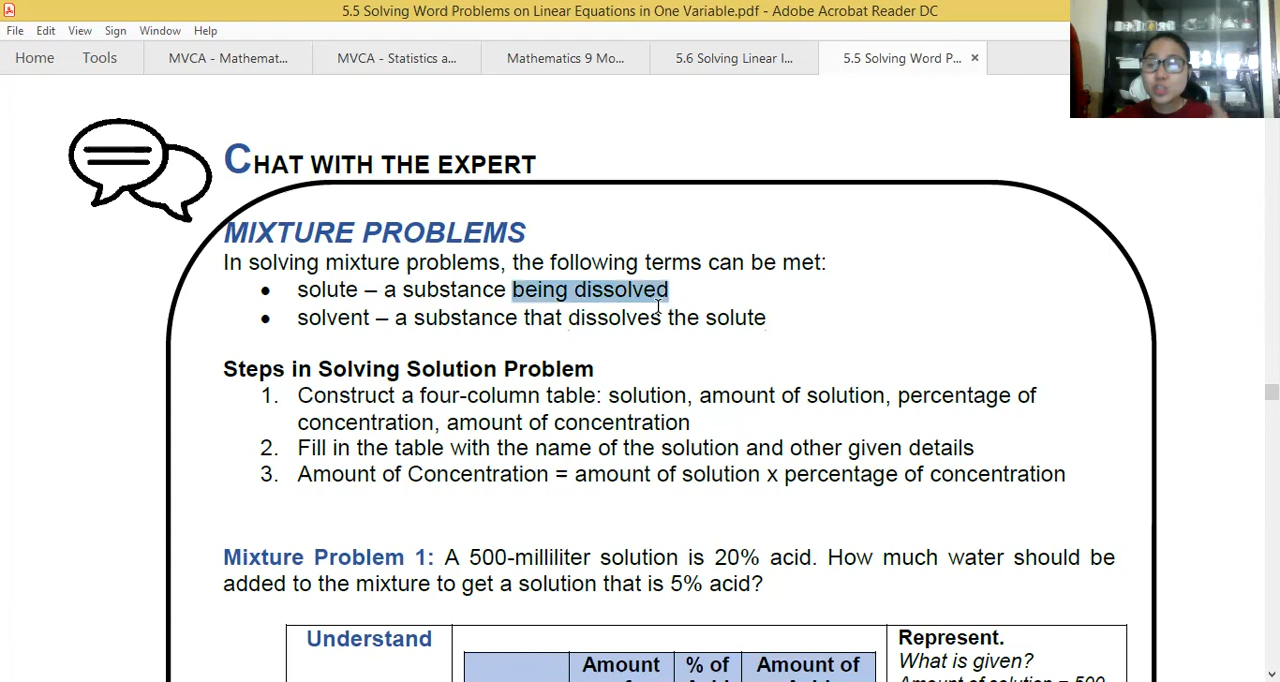 5.5 Solving Word Problems on Linear Equations in One Variable.pdf - Adobe Acrobat Reader DC
File Edit View Sign Window Help
Home Tools MVCA - Mathemat... MVCA - Statistics a... Mathematics 9 Mo... 5.6 Solving Linear I... 5.5 Solving Word P... ×
CHAT WITH THE EXPERT
MIXTURE PROBLEMS
In solving mixture problems, the following terms can be met:
• solute – a substance being dissolved
• solvent – a substance that dissolves the solute
Steps in Solving Solution Problem
1. Construct a four-column table: solution, amount of solution, percentage of
concentration, amount of concentration
2. Fill in the table with the name of the solution and other given details
3. Amount of Concentration = amount of solution x percentage of concentration
Mixture Problem 1: A 500-milliliter solution is 20% acid. How much water should be
added to the mixture to get a solution that is 5% acid?
Understand
Amount % of Amount of
Represent.
What is given?
Amount of solution = 500